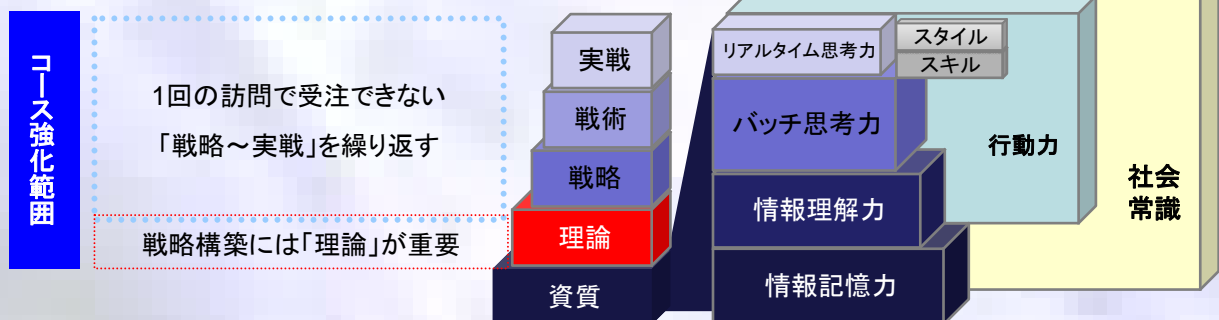 コース強化範囲
1回の訪問で受注できない
「戦略～実戦」を繰り返す
戦略構築には「理論」が重要
実戦
戦術
戦略
理論
資質
リアルタイム思考力
スタイル
スキル
バッチ思考力
情報理解力
情報記憶力
行動力
社会
常識